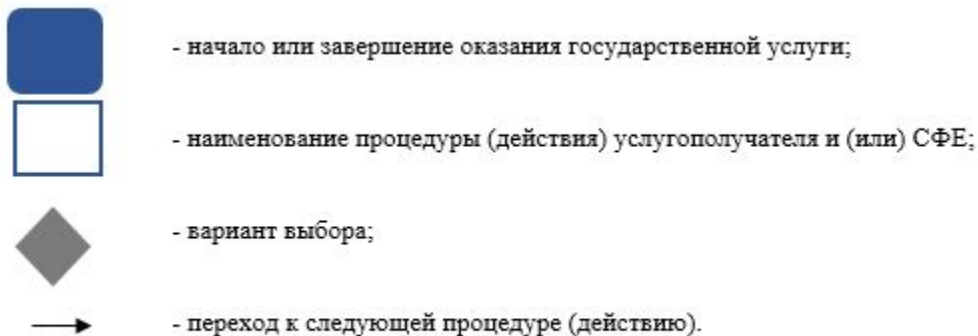 - начало или завершение оказания государственной услуги;
- наименование процедуры (действия) услугополучателя и (или) СФЕ;
- вариант выбора;
- переход к следующей процедуре (действию).